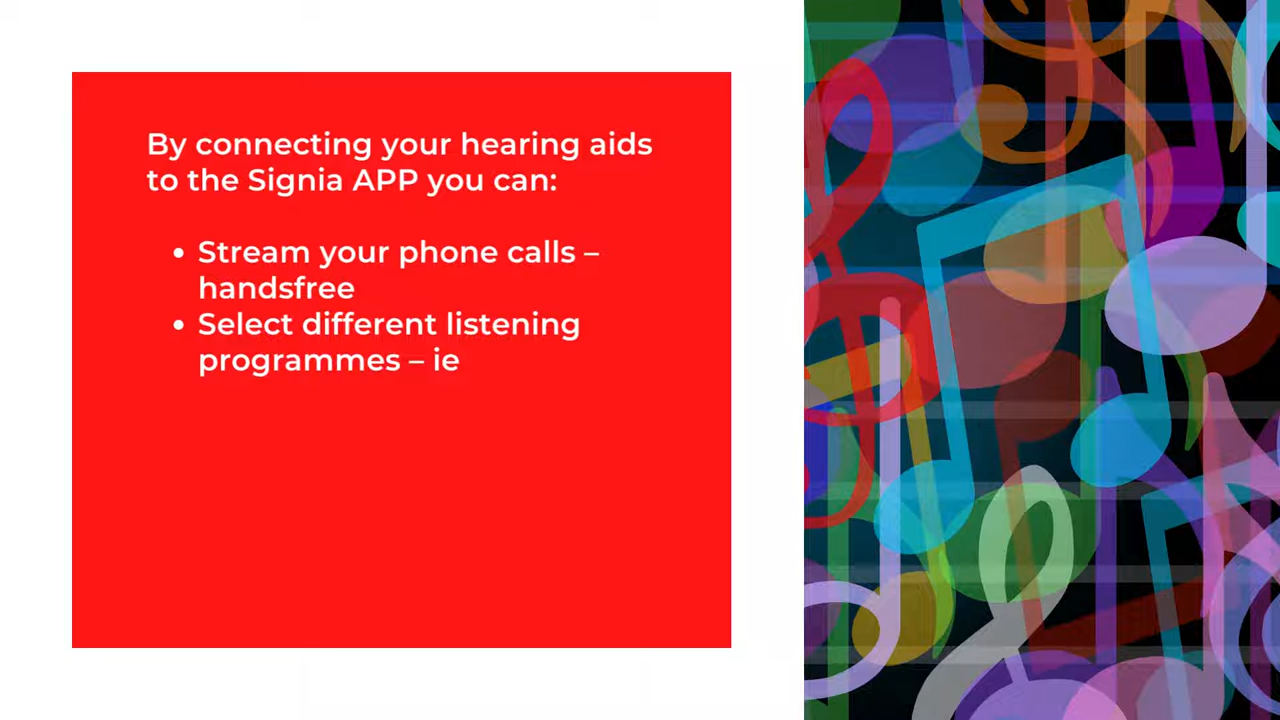 By connecting your hearing aids
to the Signia APP you can:
• Stream your phone calls –
handsfree
• Select different listening
programmes – ie